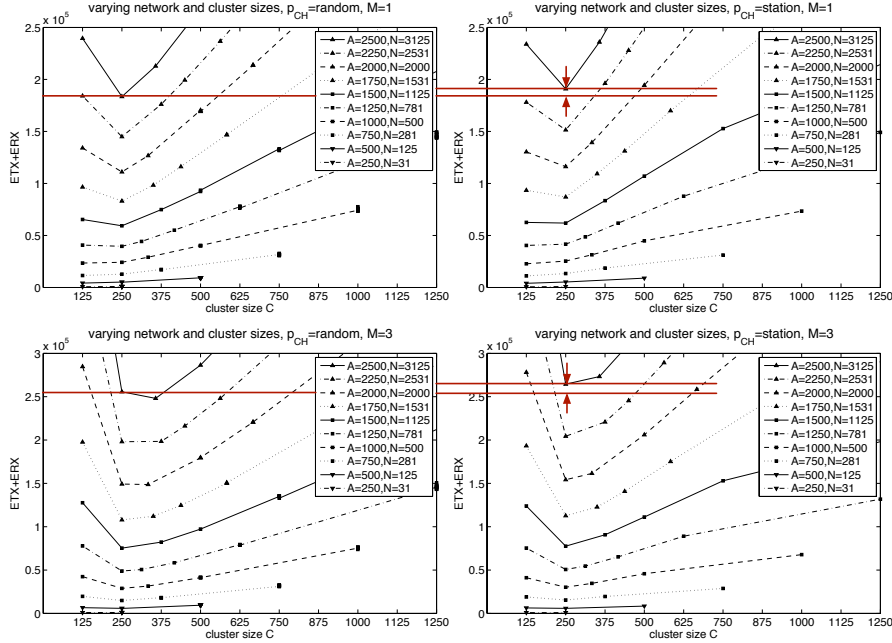 varying network and cluster sizes, pCH=random, M=1
x 10^5
2.5
2
1.5
1
0.5
0
ETX+ERX
125 250 375 500 625 750 875 1000 1125 1250
cluster size C
A=2500,N=3125
A=2250,N=2531
A=2000,N=2000
A=1750,N=1531
A=1500,N=1125
A=1250,N=781
A=1000,N=500
A=750,N=281
A=500,N=125
A=250,N=31
varying network and cluster sizes, pCH=station, M=1
x 10^5
2.5
2
1.5
1
0.5
0
ETX+ERX
125 250 375 500 625 750 875 1000 1125 1250
cluster size C
A=2500,N=3125
A=2250,N=2531
A=2000,N=2000
A=1750,N=1531
A=1500,N=1125
A=1250,N=781
A=1000,N=500
A=750,N=281
A=500,N=125
A=250,N=31
varying network and cluster sizes, pCH=random, M=3
x 10^5
3
2.5
2
1.5
1
0.5
0
ETX+ERX
125 250 375 500 625 750 875 1000 1125 1250
cluster size C
A=2500,N=3125
A=2250,N=2531
A=2000,N=2000
A=1750,N=1531
A=1500,N=1125
A=1250,N=781
A=1000,N=500
A=750,N=281
A=500,N=125
A=250,N=31
varying network and cluster sizes, pCH=station, M=3
x 10^5
3
2.5
2
1.5
1
0.5
0
ETX+ERX
125 250 375 500 625 750 875 1000 1125 1250
cluster size C
A=2500,N=3125
A=2250,N=2531
A=2000,N=2000
A=1750,N=1531
A=1500,N=1125
A=1250,N=781
A=1000,N=500
A=750,N=281
A=500,N=125
A=250,N=31